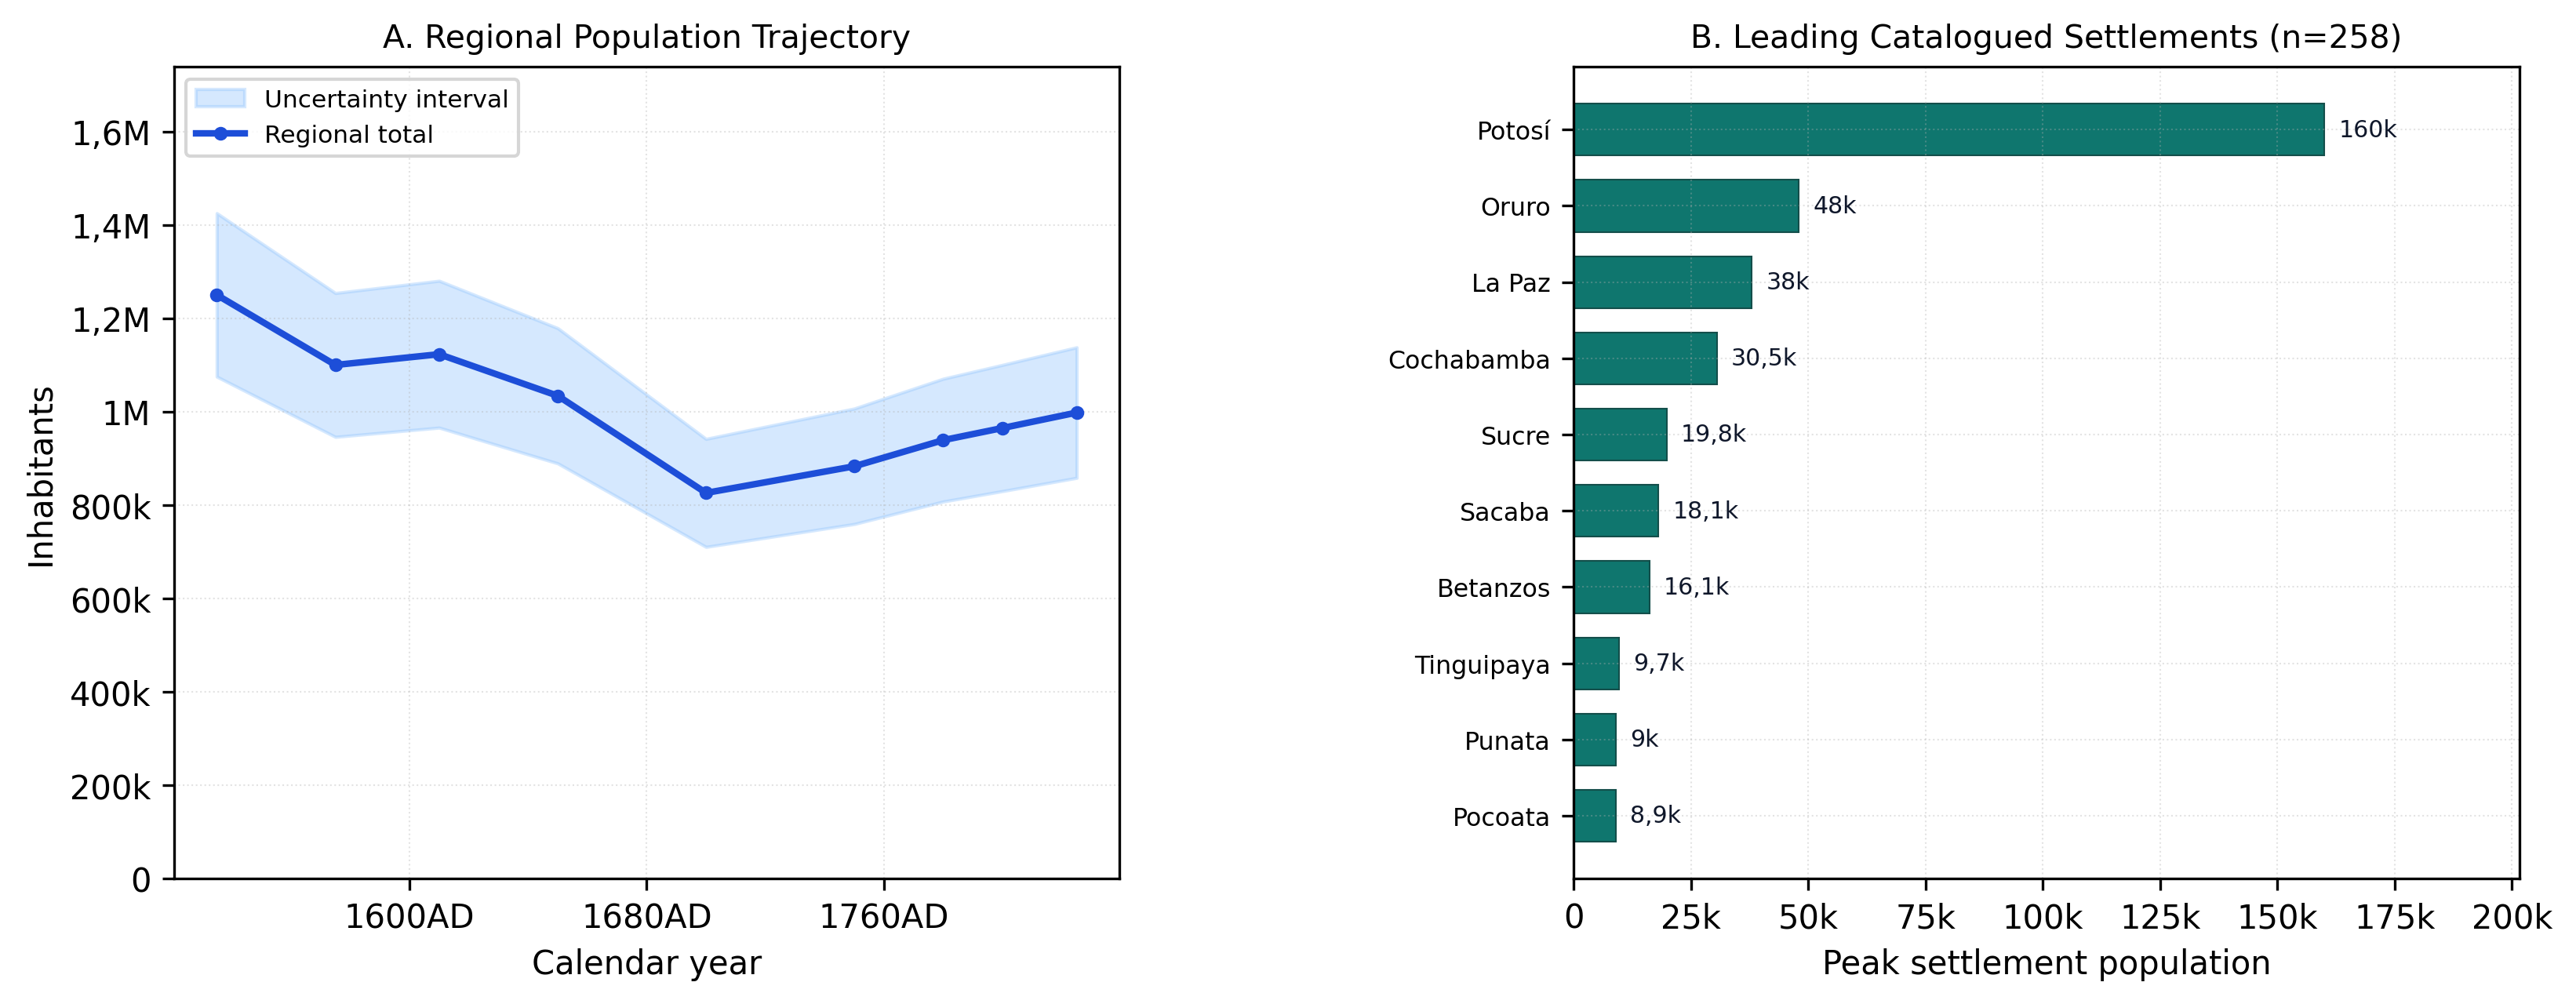 A. Regional Population Trajectory
Uncertainty interval
Regional total
1,6M
1,4M
1,2M
1M
800k
600k
400k
200k
0
Inhabitants
1600AD
1680AD
1760AD
Calendar year
B. Leading Catalogued Settlements (n=258)
Potosí 160k
Oruro 48k
La Paz 38k
Cochabamba 30,5k
Sucre 19,8k
Sacaba 18,1k
Betanzos 16,1k
Tinguipaya 9,7k
Punata 9k
Pocoata 8,9k
0 25k 50k 75k 100k 125k 150k 175k 200k
Peak settlement population